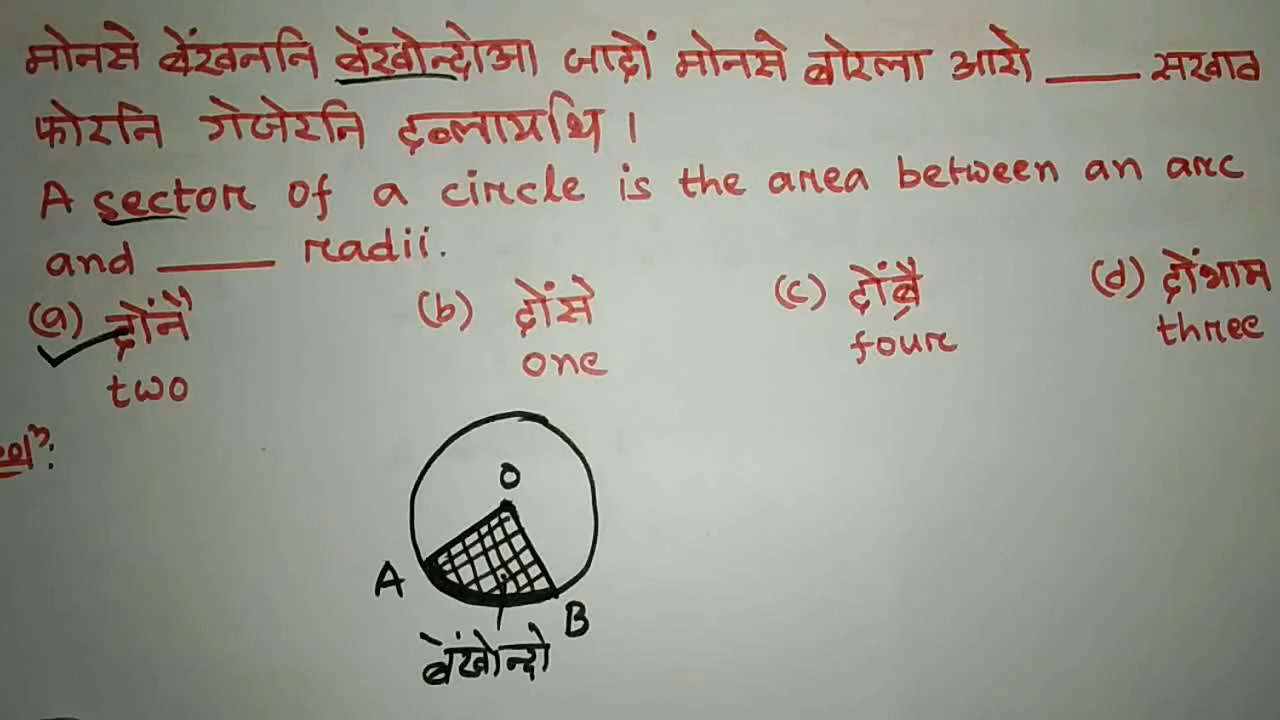 मोनसे बेंखननि बेंखोन्दोआ जादों मोनसे बोरला आरो ____ सखाव
फोरनि गेजेरनि दब्लायथि ।
A sector of a circle is the area between an arc
and ____ radii.
(a) दोंनै (b) दोंसे (c) दोंब्रै (d) दोंथाम
two one four three
O
A
B
बेंखोन्दो